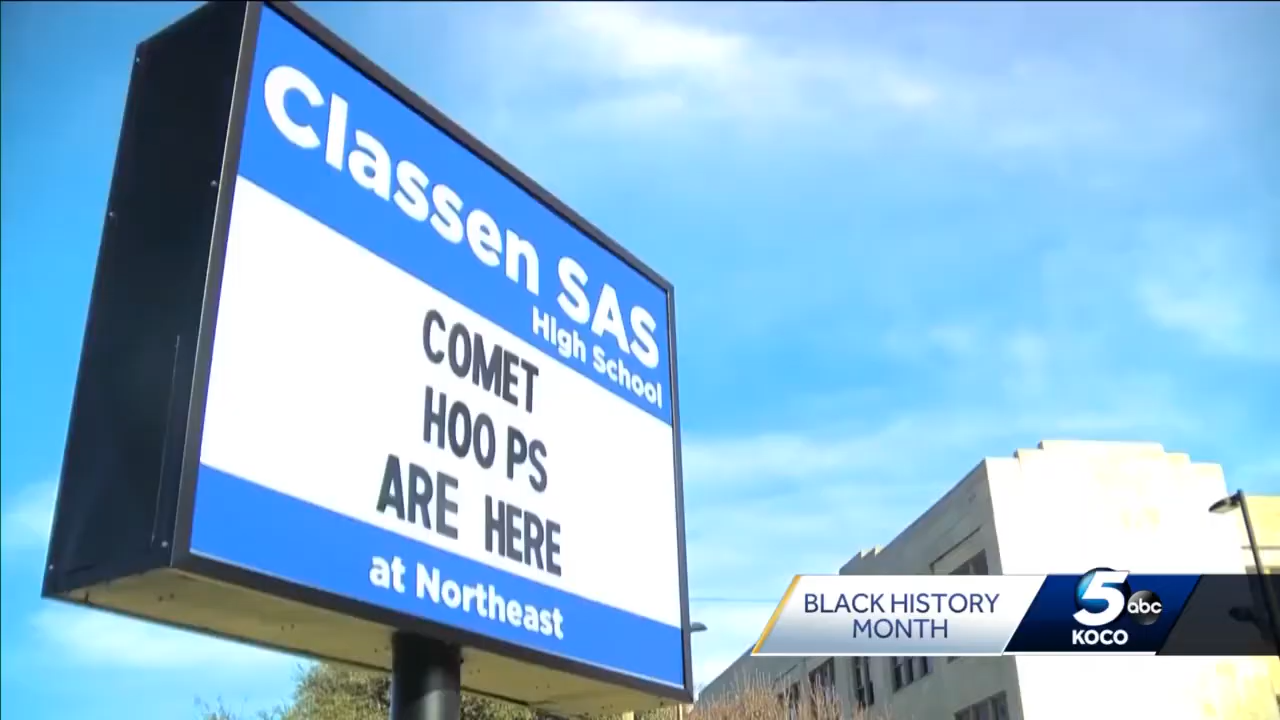 Classen SAS
High School
COMET
HOO PS
ARE HERE
at Northeast
BLACK HISTORY
MONTH
5 abc
KOCO